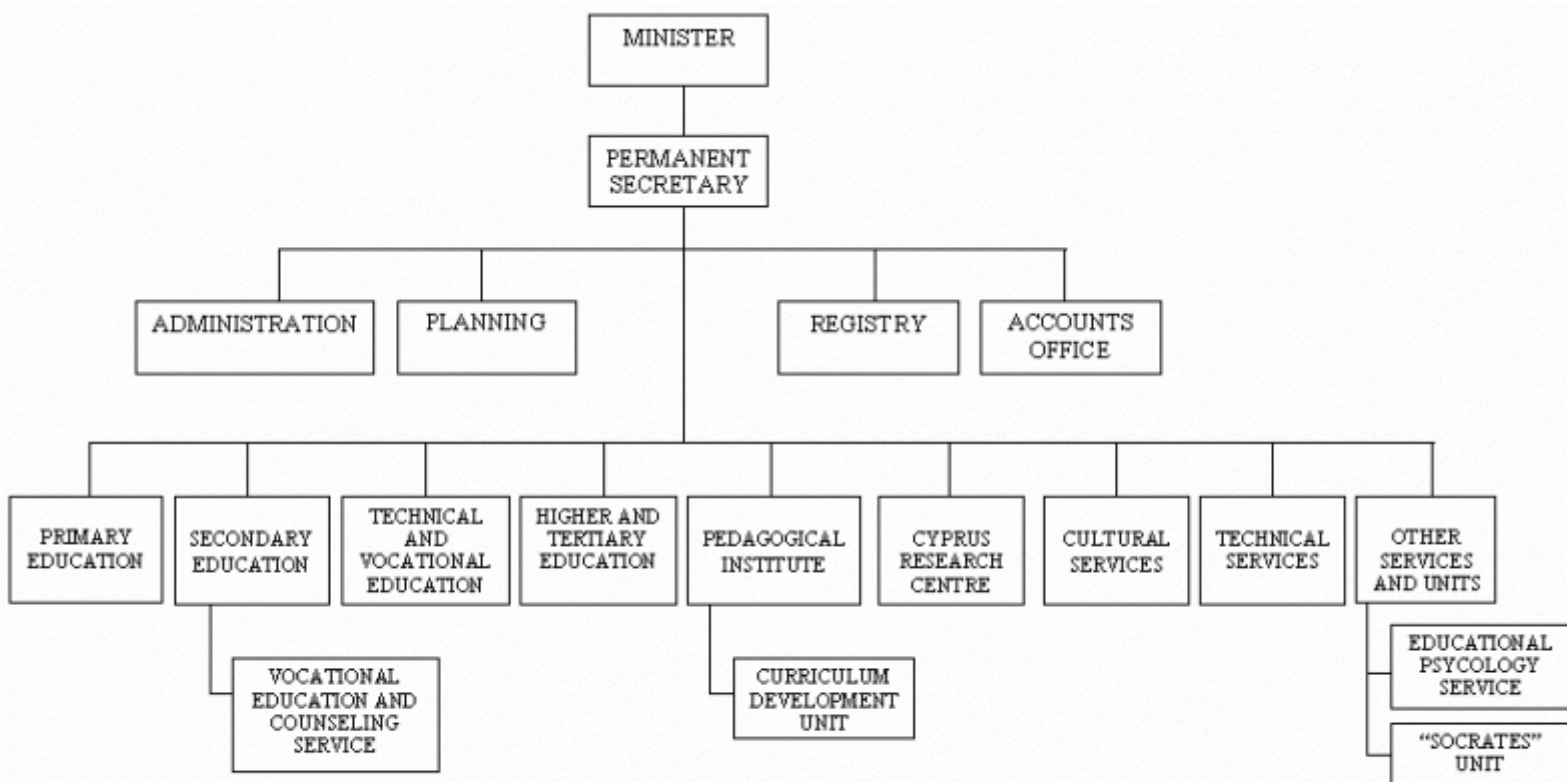 MINISTER
PERMANENT
SECRETARY
ADMINISTRATION
PLANNING
REGISTRY
ACCOUNTS
OFFICE
PRIMARY
EDUCATION
SECONDARY
EDUCATION
TECHNICAL
AND
VOCATIONAL
EDUCATION
HIGHER AND
TERTIARY
EDUCATION
PEDAGOGICAL
INSTITUTE
CYPRUS
RESEARCH
CENTRE
CULTURAL
SERVICES
TECHNICAL
SERVICES
OTHER
SERVICES
AND UNITS
VOCATIONAL
EDUCATION AND
COUNSELING
SERVICE
CURRICULUM
DEVELOPMENT
UNIT
EDUCATIONAL
PSYCOLOGY
SERVICE
“SOCRATES”
UNIT